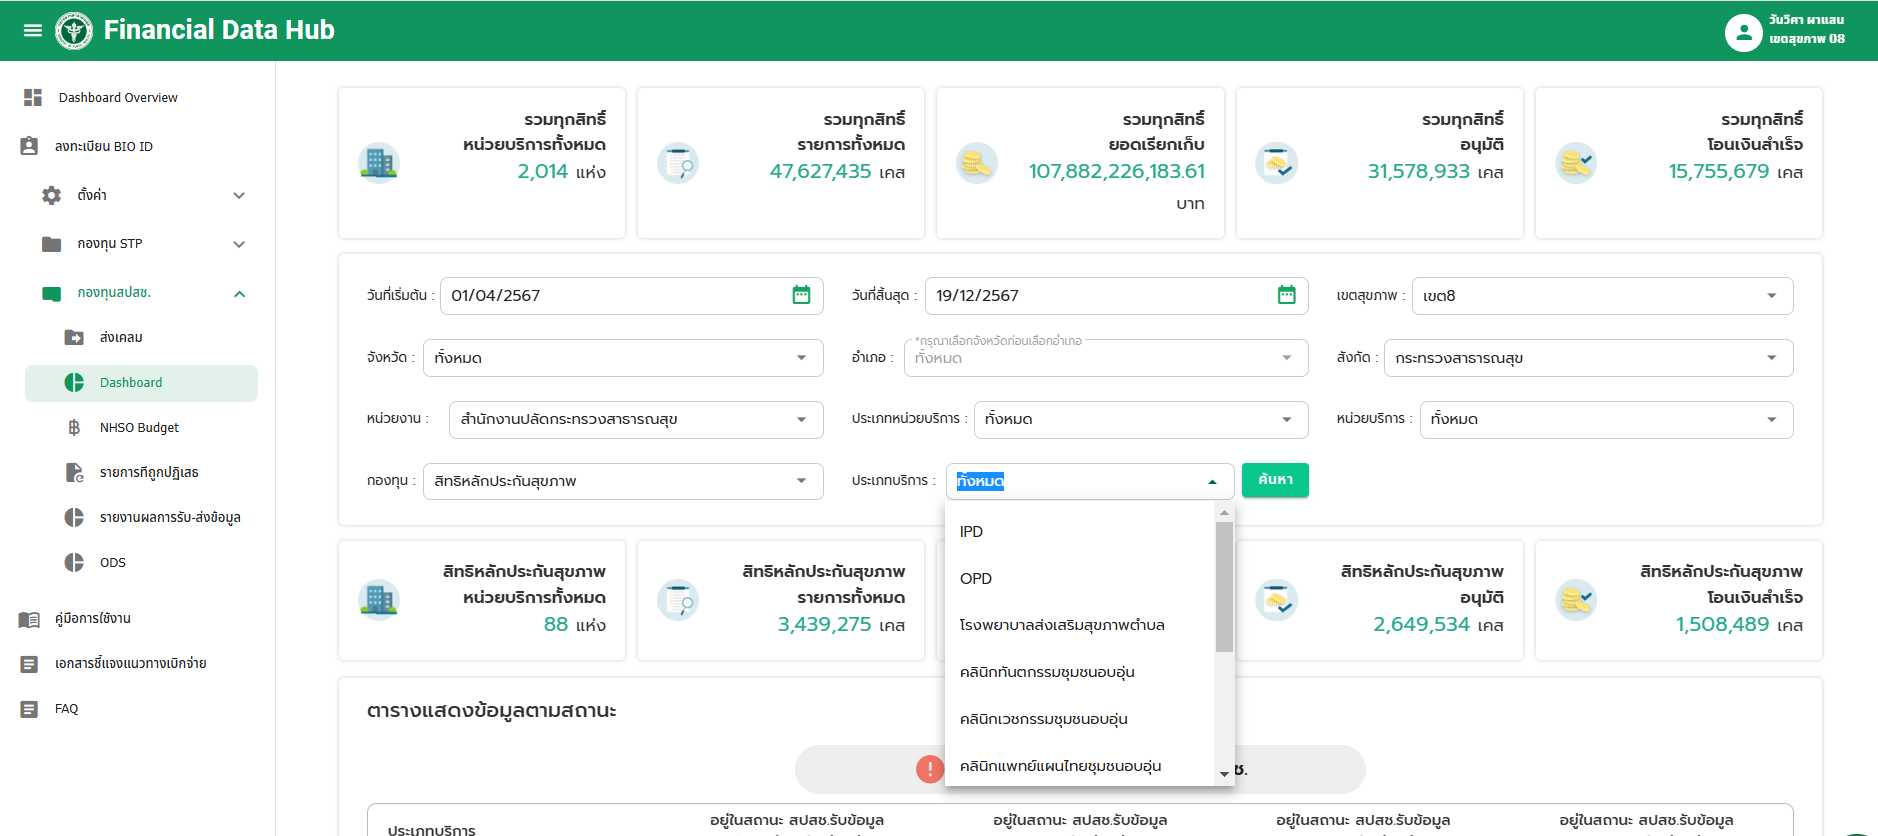 Financial Data Hub
วันวิศา ผาแสน
เขตสุขภาพ 08
Dashboard Overview
ลงทะเบียน BIO ID
ตั้งค่า
กองทุน STP
กองทุนสปสช.
ส่งเคลม
Dashboard
NHSO Budget
รายการที่ถูกปฏิเสธ
รายงานผลการรับ-ส่งข้อมูล
ODS
คู่มือการใช้งาน
เอกสารชี้แจงแนวทางเบิกจ่าย
FAQ
รวมทุกสิทธิ์
หน่วยบริการทั้งหมด
2,014 แห่ง
รวมทุกสิทธิ์
รายการทั้งหมด
47,627,435 เคส
รวมทุกสิทธิ์
ยอดเรียกเก็บ
107,882,226,183.61
บาท
รวมทุกสิทธิ์
อนุมัติ
31,578,933 เคส
รวมทุกสิทธิ์
โอนเงินสำเร็จ
15,755,679 เคส
วันที่เริ่มต้น : 01/04/2567
วันที่สิ้นสุด : 19/12/2567
เขตสุขภาพ : เขต8
จังหวัด : ทั้งหมด
*กรุณาเลือกจังหวัดก่อนเลือกอำเภอ
อำเภอ : ทั้งหมด
สังกัด : กระทรวงสาธารณสุข
หน่วยงาน : สำนักงานปลัดกระทรวงสาธารณสุข
ประเภทหน่วยบริการ : ทั้งหมด
หน่วยบริการ : ทั้งหมด
กองทุน : สิทธิหลักประกันสุขภาพ
ประเภทบริการ : ทั้งหมด
ค้นหา
IPD
OPD
โรงพยาบาลส่งเสริมสุขภาพตำบล
คลินิกทันตกรรมชุมชนอบอุ่น
คลินิกเวชกรรมชุมชนอบอุ่น
คลินิกแพทย์แผนไทยชุมชนอบอุ่น
สิทธิหลักประกันสุขภาพ
หน่วยบริการทั้งหมด
88 แห่ง
สิทธิหลักประกันสุขภาพ
รายการทั้งหมด
3,439,275 เคส
สิทธิหลักประกันสุขภาพ
อนุมัติ
2,649,534 เคส
สิทธิหลักประกันสุขภาพ
โอนเงินสำเร็จ
1,508,489 เคส
ตารางแสดงข้อมูลตามสถานะ
ช.
ประเภทบริการ
อยู่ในสถานะ สปสช.รับข้อมูล
อยู่ในสถานะ สปสช.รับข้อมูล
อยู่ในสถานะ สปสช.รับข้อมูล
อยู่ในสถานะ สปสช.รับข้อมูล